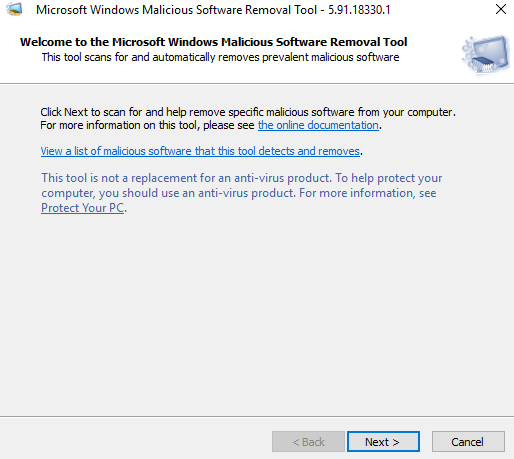 Microsoft Windows Malicious Software Removal Tool - 5.91.18330.1
Welcome to the Microsoft Windows Malicious Software Removal Tool
This tool scans for and automatically removes prevalent malicious software
Click Next to scan for and help remove specific malicious software from your computer.
For more information on this tool, please see the online documentation.
View a list of malicious software that this tool detects and removes.
This tool is not a replacement for an anti-virus product. To help protect your
computer, you should use an anti-virus product. For more information, see
Protect Your PC.
< Back Next > Cancel